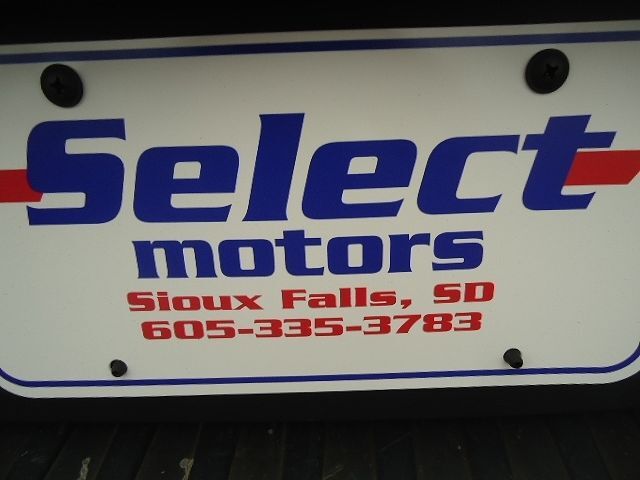 Select
motors
Sioux Falls, SD
605-335-3783